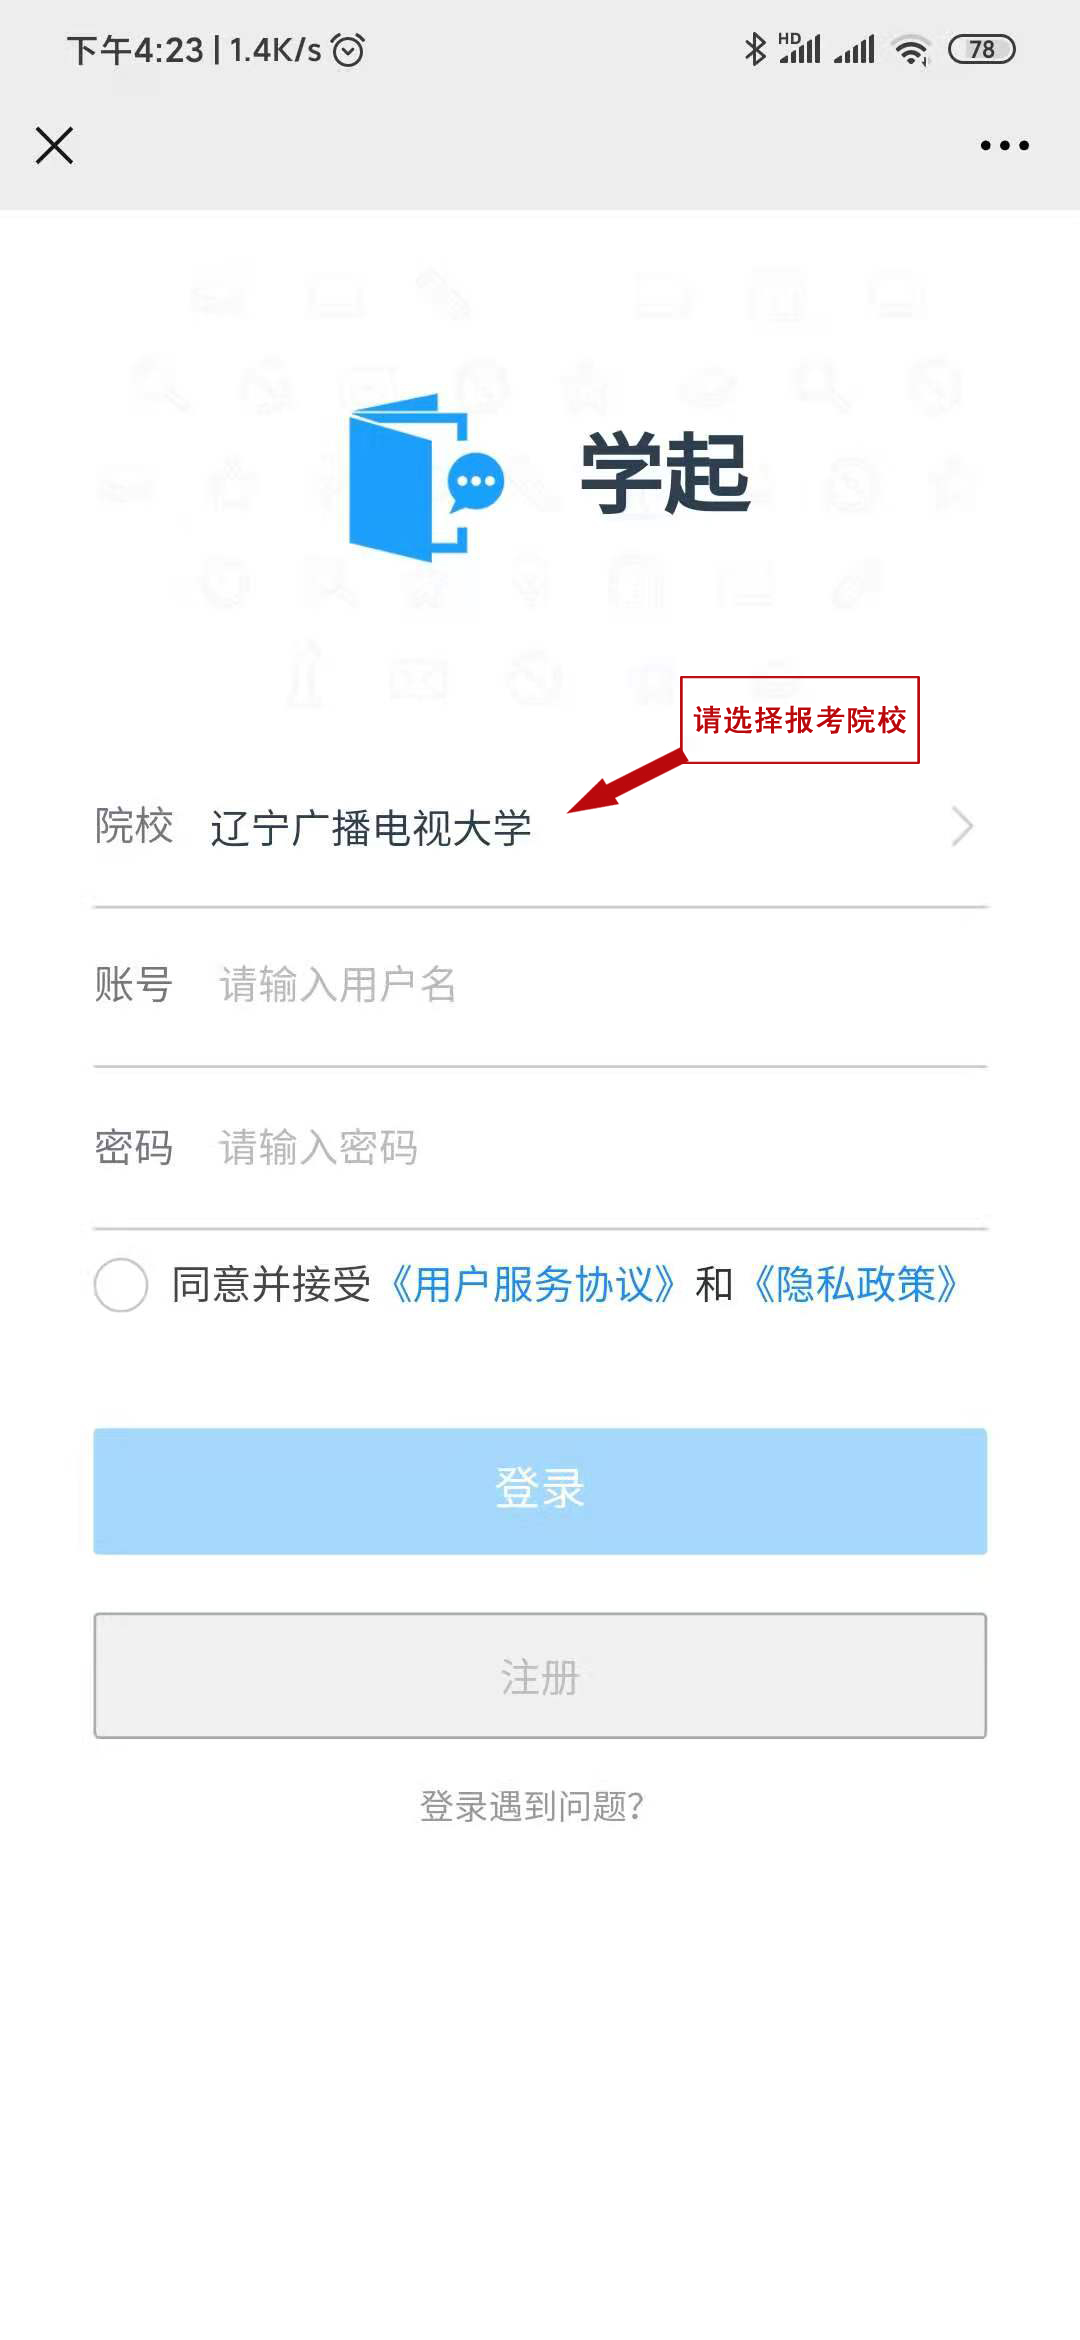 下午4:23 | 1.4K/s
HD
78
学起
请选择报考院校
院校 辽宁广播电视大学
账号 请输入用户名
密码 请输入密码
同意并接受《用户服务协议》和《隐私政策》
登录
注册
登录遇到问题?